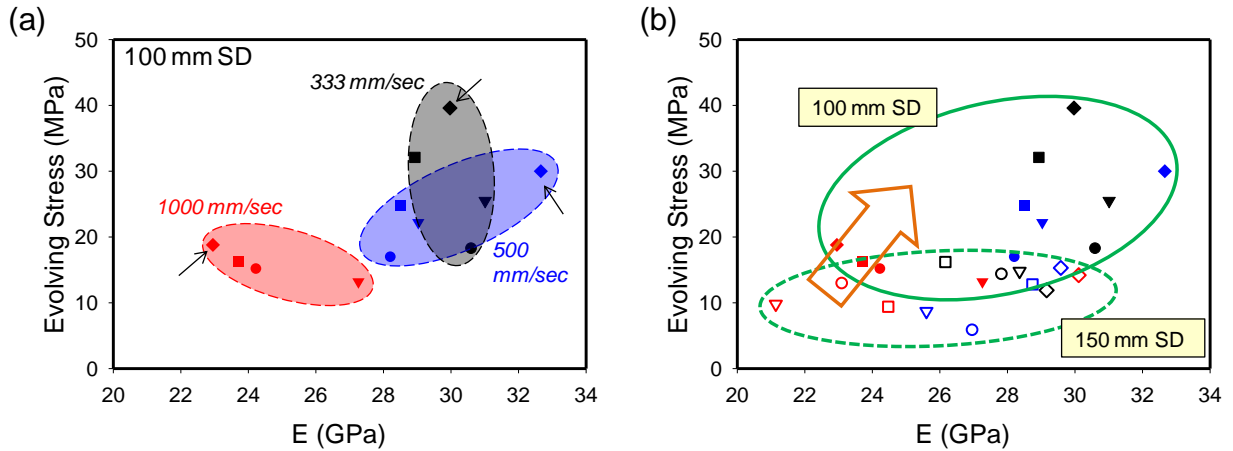 (a)
100 mm SD
333 mm/sec
1000 mm/sec
500
mm/sec
Evolving Stress (MPa)
50
40
30
20
10
0
20 22 24 26 28 30 32 34
E (GPa)
(b)
100 mm SD
150 mm SD
Evolving Stress (MPa)
50
40
30
20
10
0
20 22 24 26 28 30 32 34
E (GPa)